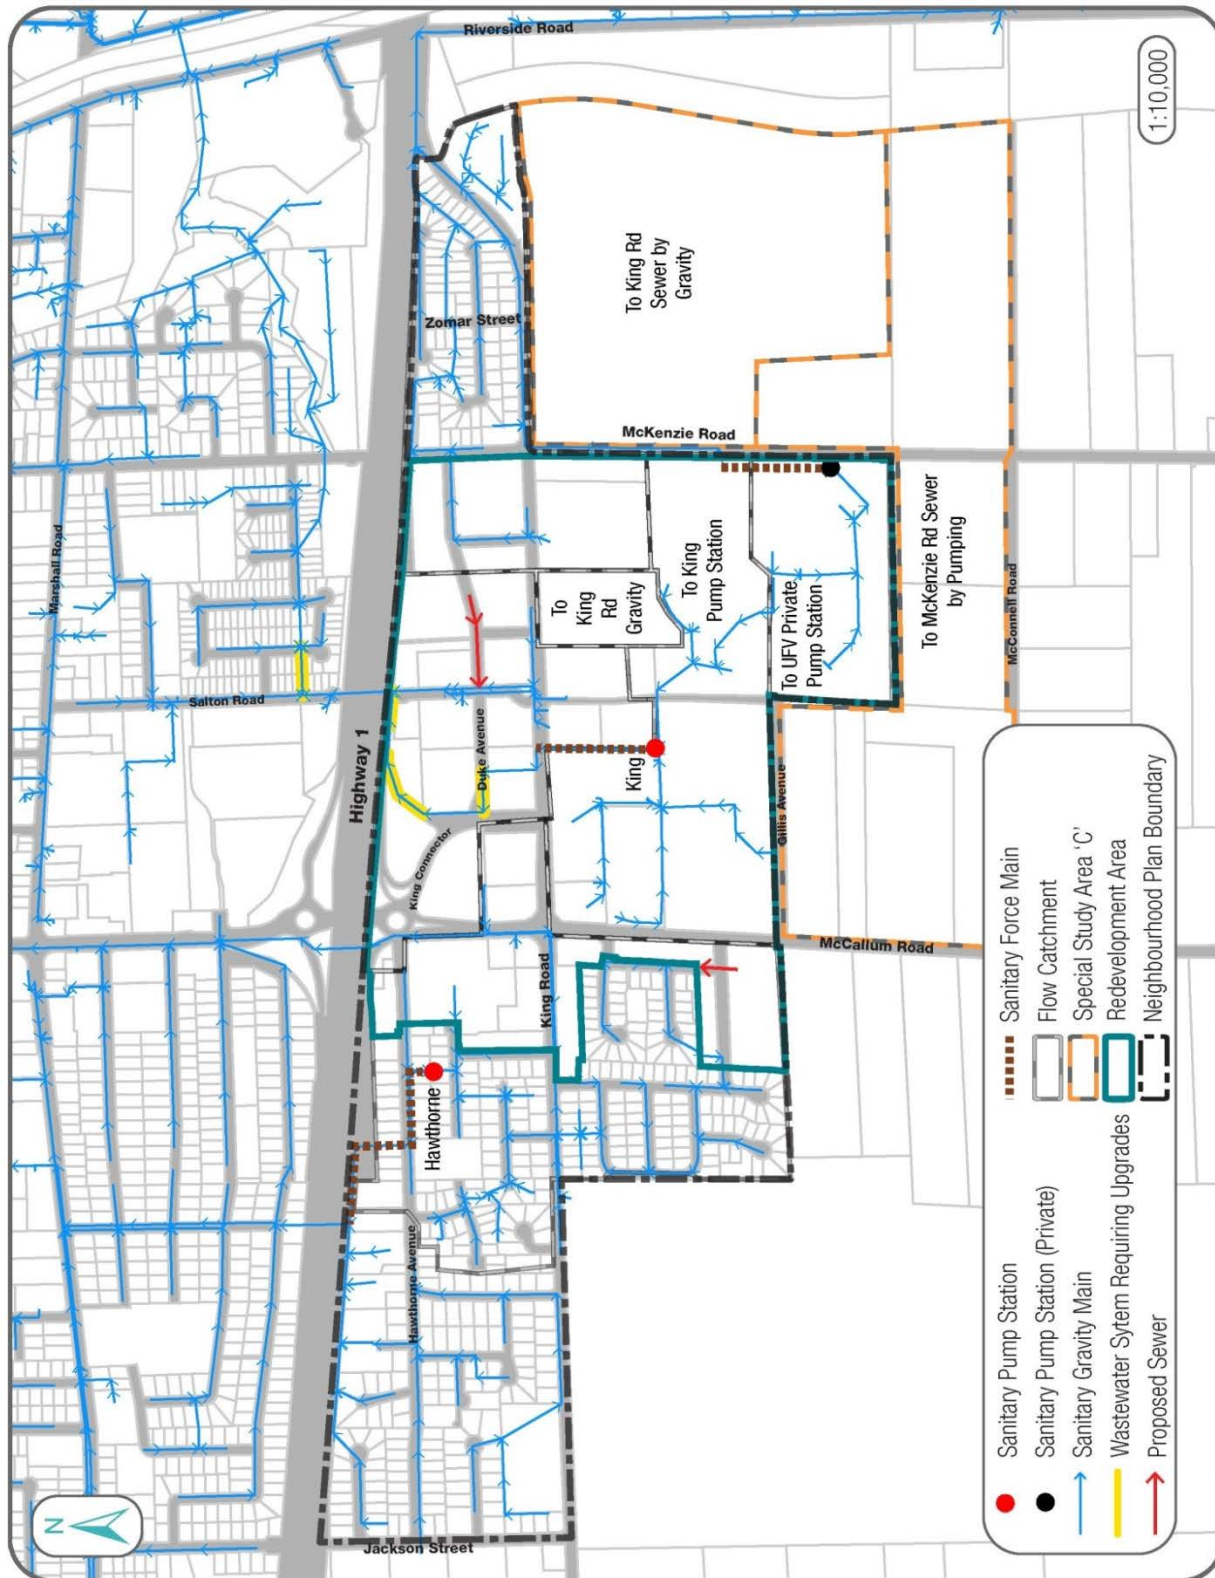 Riverside Road
1:10,000
Zomar Street
To King Rd
Sewer by
Gravity
McKenzie Road
Marshall Road
Salton Road
Highway 1
Duke Avenue
King Connector
To
King
Rd
Gravity
To King
Pump Station
To UFV Private
Pump Station
To McKenzie Rd Sewer
by Pumping
McConnell Road
King
Gillis Avenue
McCallum Road
King Road
Hawthorne
Hawthorne Avenue
Jackson Street
N
Sanitary Pump Station
Sanitary Pump Station (Private)
Sanitary Gravity Main
Wastewater Sytem Requiring Upgrades
Proposed Sewer
Sanitary Force Main
Flow Catchment
Special Study Area 'C'
Redevelopment Area
Neighbourhood Plan Boundary